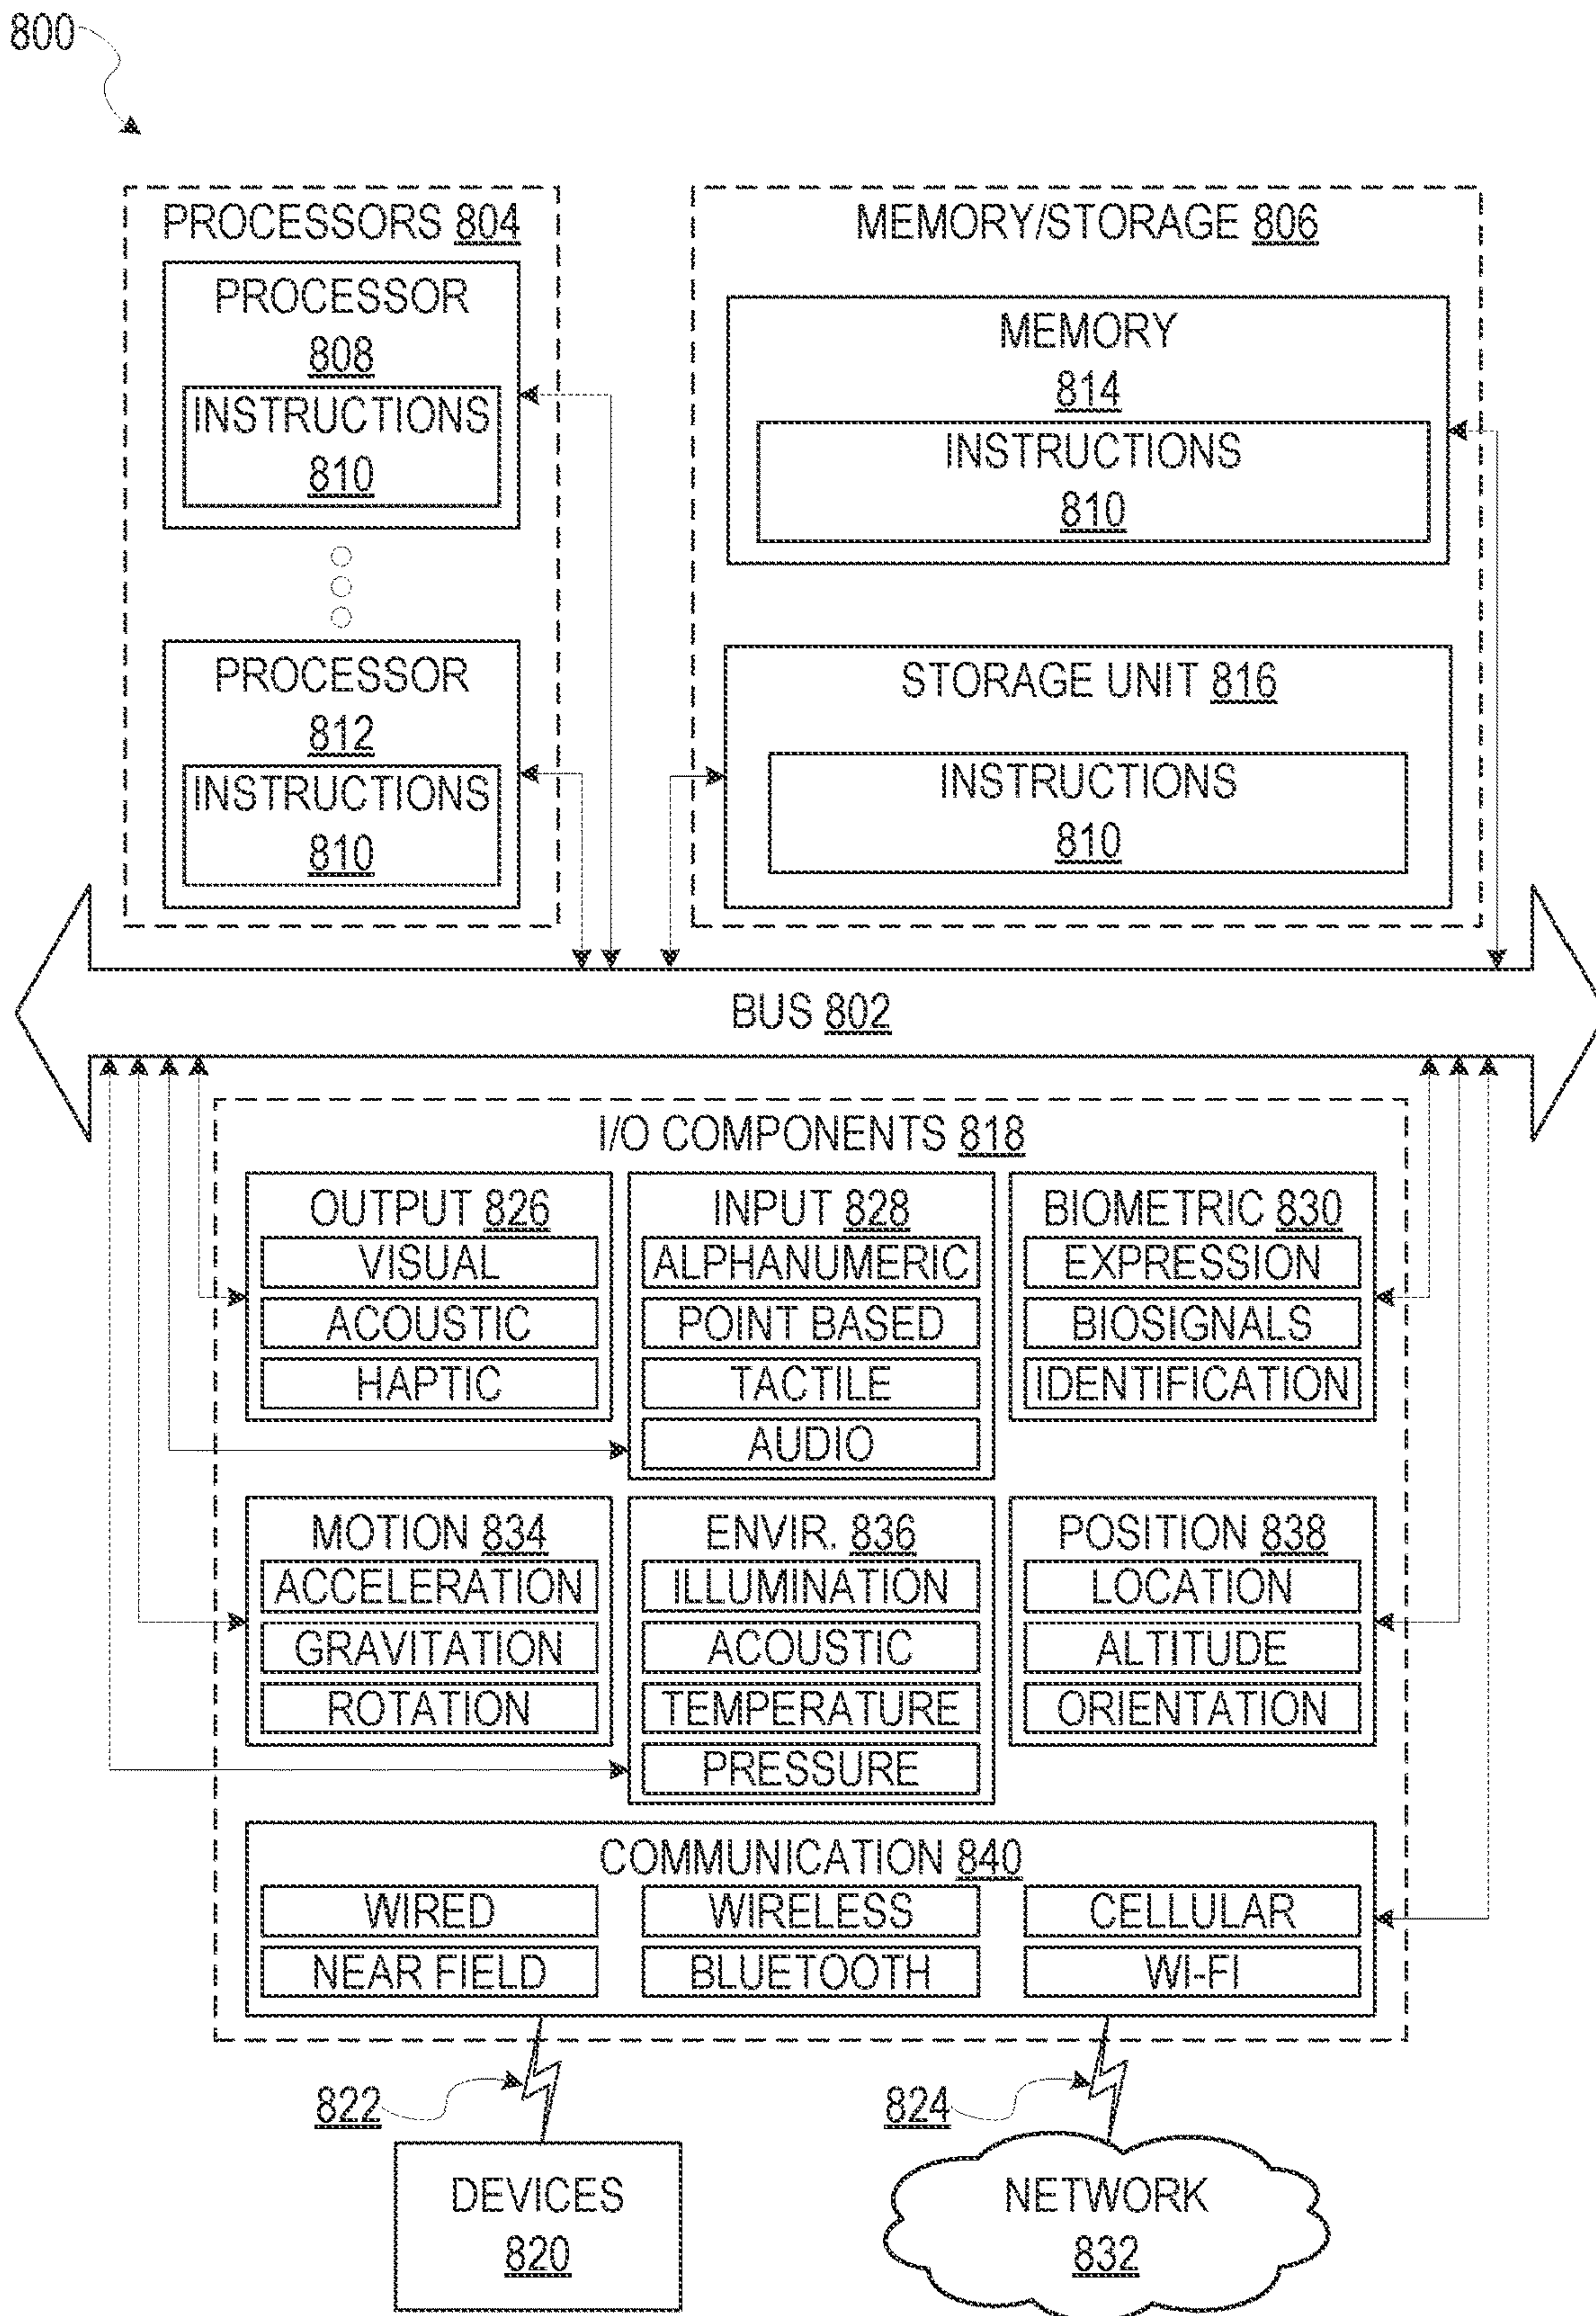 800
PROCESSORS 804
PROCESSOR
808
INSTRUCTIONS
810
PROCESSOR
812
INSTRUCTIONS
810
MEMORY/STORAGE 806
MEMORY
814
INSTRUCTIONS
810
STORAGE UNIT 816
INSTRUCTIONS
810
BUS 802
I/O COMPONENTS 818
OUTPUT 826
VISUAL
ACOUSTIC
HAPTIC
INPUT 828
ALPHANUMERIC
POINT BASED
TACTILE
AUDIO
BIOMETRIC 830
EXPRESSION
BIOSIGNALS
IDENTIFICATION
MOTION 834
ACCELERATION
GRAVITATION
ROTATION
ENVIR. 836
ILLUMINATION
ACOUSTIC
TEMPERATURE
PRESSURE
POSITION 838
LOCATION
ALTITUDE
ORIENTATION
COMMUNICATION 840
WIRED
WIRELESS
CELLULAR
NEAR FIELD
BLUETOOTH
WI-FI
822
824
DEVICES
820
NETWORK
832